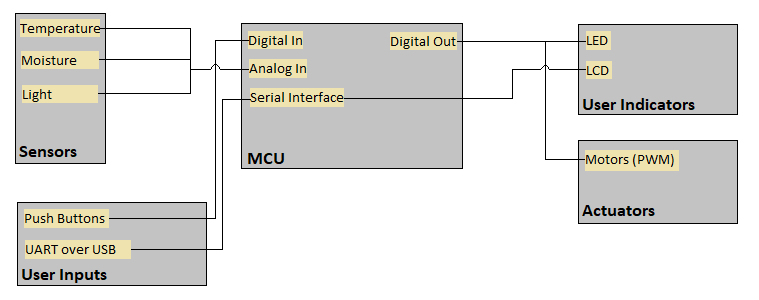 Temperature
Moisture
Light
Sensors
Digital In
Digital Out
Analog In
Serial Interface
MCU
LED
LCD
User Indicators
Motors (PWM)
Actuators
Push Buttons
UART over USB
User Inputs